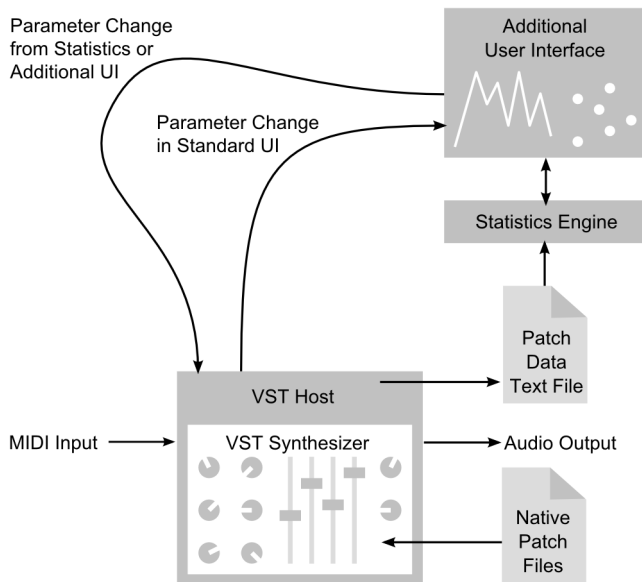 Parameter Change
from Statistics or
Additional UI
Additional
User Interface
Parameter Change
in Standard UI
Statistics Engine
Patch
Data
Text File
VST Host
MIDI Input
VST Synthesizer
Audio Output
Native
Patch
Files